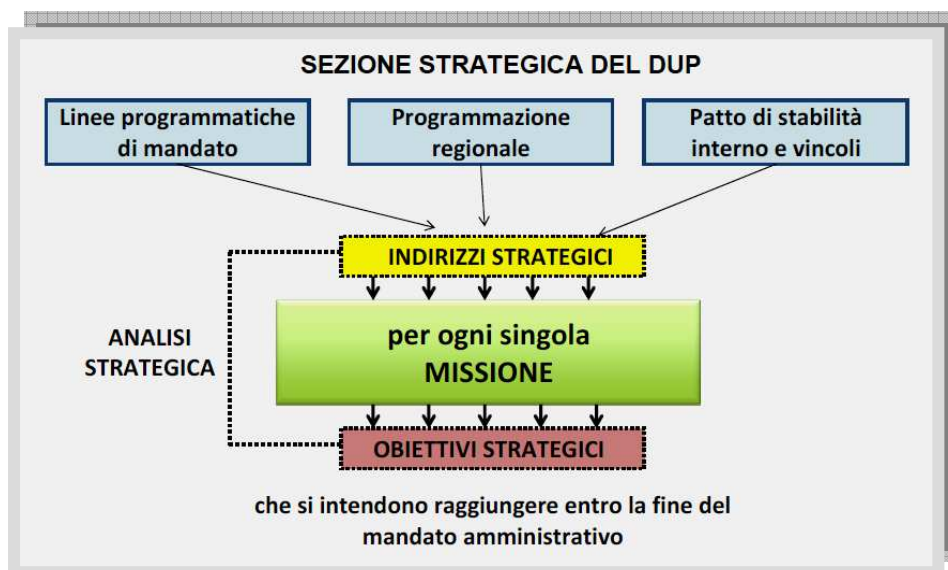 SEZIONE STRATEGICA DEL DUP
Linee programmatiche
di mandato
Programmazione
regionale
Patto di stabilità
interno e vincoli
INDIRIZZI STRATEGICI
ANALISI
STRATEGICA
per ogni singola
MISSIONE
OBIETTIVI STRATEGICI
che si intendono raggiungere entro la fine del
mandato amministrativo